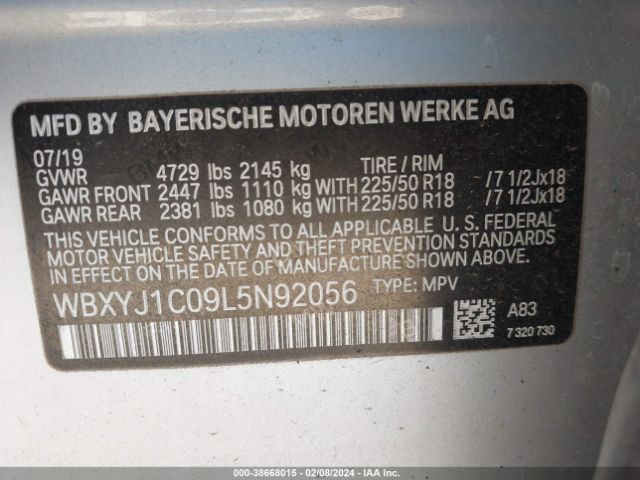 MFD BY BAYERISCHE MOTOREN WERKE AG
07/19
GVWR 4729 lbs 2145 kg TIRE / RIM
GAWR FRONT 2447 lbs 1110 kg WITH 225/50 R18 /7 1/2Jx18
GAWR REAR 2381 lbs 1080 kg WITH 225/50 R18 /7 1/2Jx18
THIS VEHICLE CONFORMS TO ALL APPLICABLE U. S. FEDERAL
MOTOR VEHICLE SAFETY AND THEFT PREVENTION STANDARDS
IN EFFECT ON THE DATE OF MANUFACTURE SHOWN ABOVE.
WBXYJ1C09L5N92056 TYPE: MPV
A83
7 320 730
000-38668015 - 02/08/2024 - IAA Inc.